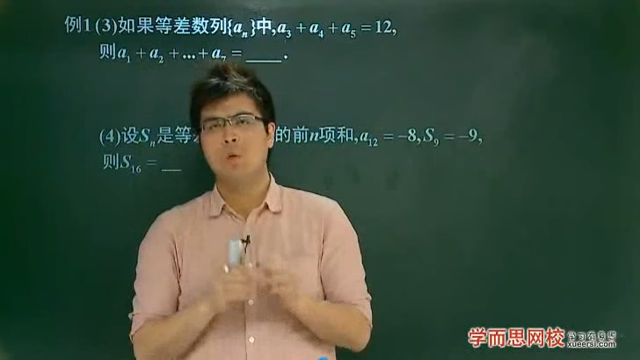 例1 (3)如果等差数列{aₙ}中,a₃+a₄+a₅=12,
则a₁+a₂+...+a₇=____.
(4)设Sₙ是等 的前n项和,a₁₂=−8,S₉=−9,
则S₁₆=__
学而思网校
xueersi.com